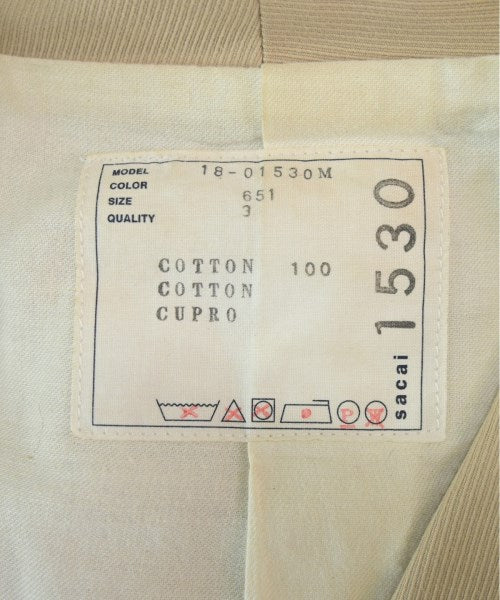 MODEL 18-01530M
COLOR 651
SIZE 3
QUALITY
COTTON 100
COTTON
CUPRO
P W
sacai 1530